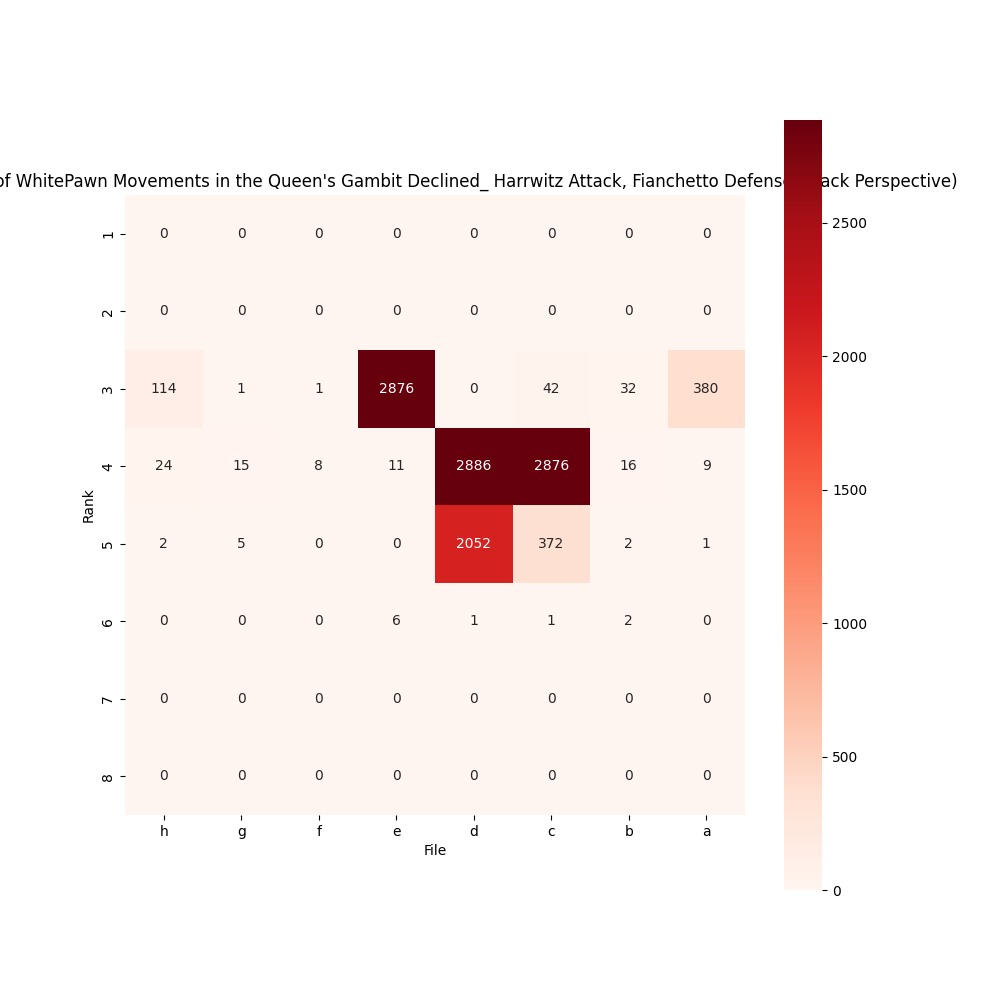 of WhitePawn Movements in the Queen's Gambit Declined_ Harrwitz Attack, Fianchetto Perspective)
2500
2000
1500
1000
500
0
Rank
1 0 0 0 0 0 0 0 0
2 0 0 0 0 0 0 0 0
3 114 1 1 2876 0 42 32 380
4 24 15 8 11 2886 2876 16 9
5 2 5 0 0 2052 372 2 1
6 0 0 0 6 1 1 2 0
7 0 0 0 0 0 0 0 0
8 0 0 0 0 0 0 0 0
h g f e d c b a
File